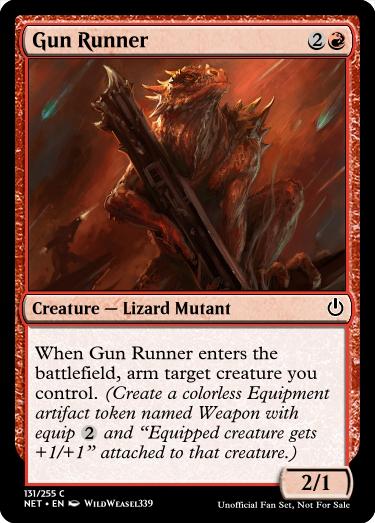 Gun Runner 2
Creature — Lizard Mutant
When Gun Runner enters the
battlefield, arm target creature you
control. (Create a colorless Equipment
artifact token named Weapon with
equip 2 and “Equipped creature gets
+1/+1” attached to that creature.)
2/1
131/255 C
NET • EN WildWeasel339
Unofficial Fan Set, Not For Sale